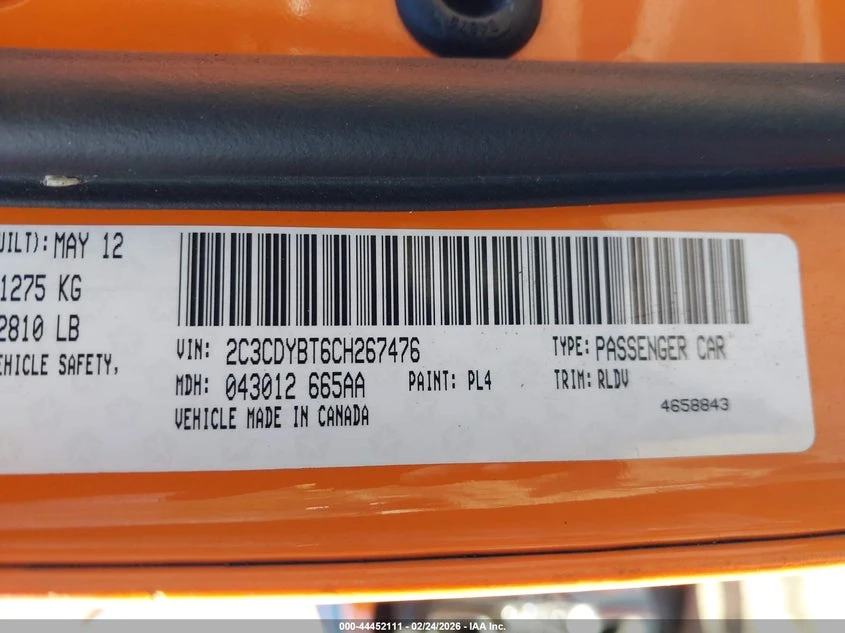 UILT): MAY 12
1275 KG
2810 LB
EHICLE SAFETY,
VIN: 2C3CDYBT6CH267476
TYPE: PASSENGER CAR
MDH: 043012 665AA
PAINT: PL4
TRIM: RLDV
VEHICLE MADE IN CANADA
4658843
000-44452111 - 02/24/2026 - IAA Inc.